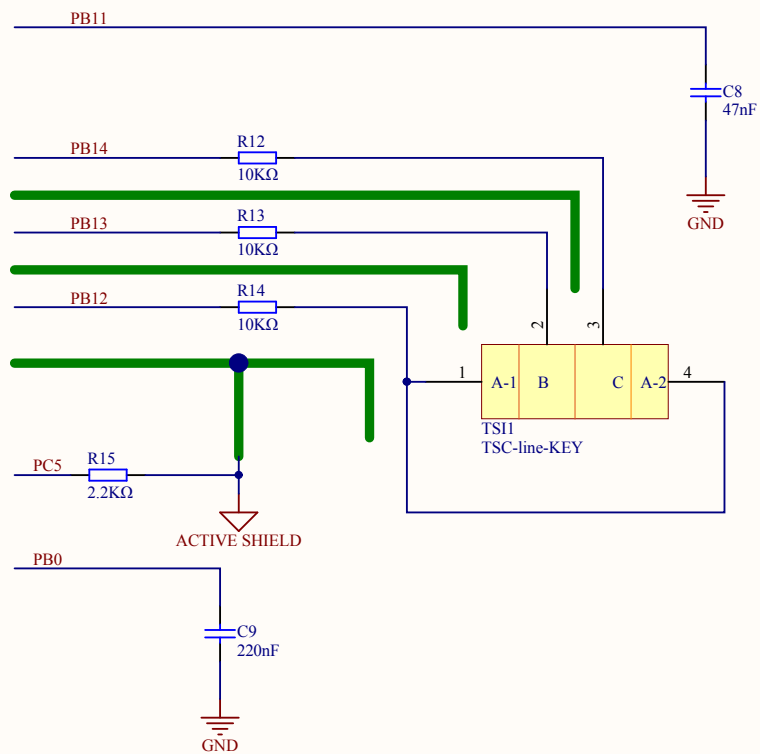 PB11
C8
47nF
PB14
R12
10KΩ
GND
PB13
R13
10KΩ
PB12
R14
10KΩ
2
3
1
A-1
B
C
A-2
4
TSI1
TSC-line-KEY
PC5
R15
2.2KΩ
ACTIVE SHIELD
PB0
C9
220nF
GND